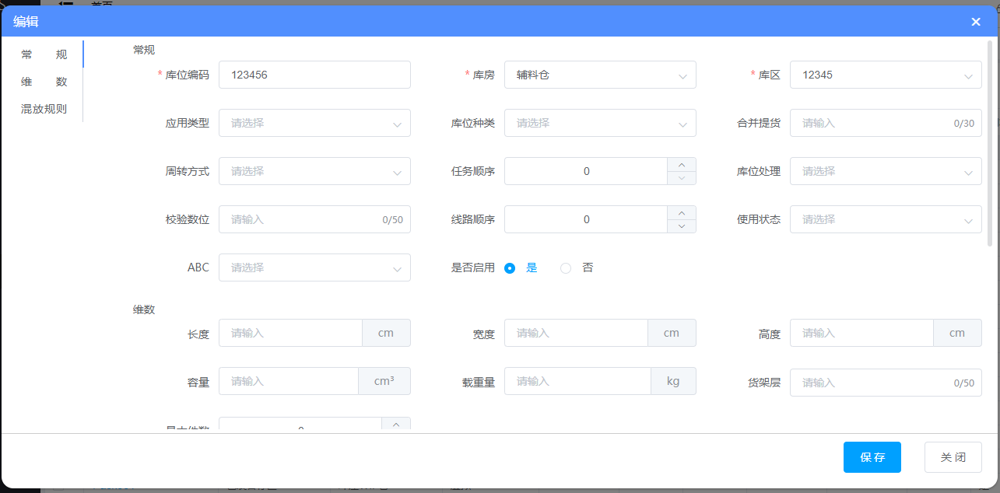 首页
编辑
常 规
维 数
混放规则
常规
* 库位编码 123456 * 库房 辅料仓 * 库区 12345
应用类型 请选择 库位种类 请选择 合并提货 请输入 0/30
周转方式 请选择 任务顺序 0 库位处理 请选择
校验数位 请输入 0/50 线路顺序 0 使用状态 请选择
ABC 请选择 是否启用 是 否
维数
长度 请输入 cm 宽度 请输入 cm 高度 请输入 cm
容量 请输入 cm³ 载重量 请输入 kg 货架层 请输入 0/50
最大件数 0
保存 关闭